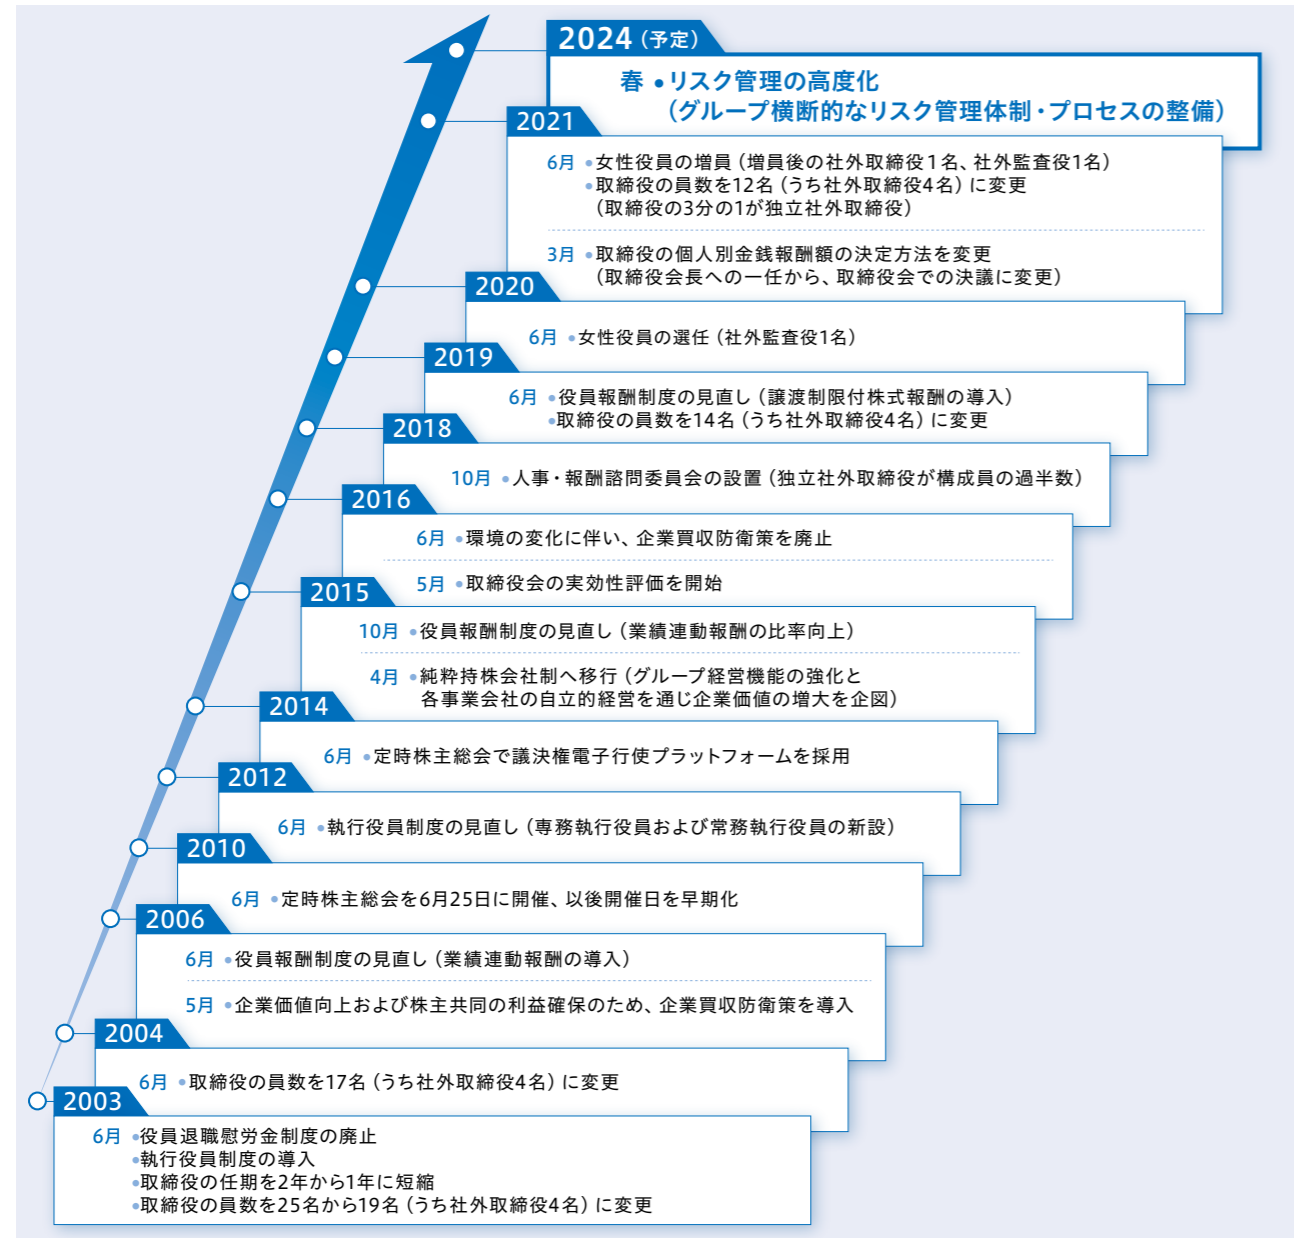 2024（予定）
春 •リスク管理の高度化
（グループ横断的なリスク管理体制・プロセスの整備）
2021
6月 •女性役員の増員（増員後の社外取締役１名、社外監査役1名）
•取締役の員数を12名（うち社外取締役4名）に変更
（取締役の3分の1が独立社外取締役）
3月 •取締役の個人別金銭報酬額の決定方法を変更
（取締役会長への一任から、取締役会での決議に変更）
2020
6月 •女性役員の選任（社外監査役1名）
2019
6月 •役員報酬制度の見直し（譲渡制限付株式報酬の導入）
•取締役の員数を14名（うち社外取締役4名）に変更
2018
10月 •人事・報酬諮問委員会の設置（独立社外取締役が構成員の過半数）
2016
6月 •環境の変化に伴い、企業買収防衛策を廃止
5月 •取締役会の実効性評価を開始
2015
10月 •役員報酬制度の見直し（業績連動報酬の比率向上）
4月 •純粋持株会社制へ移行（グループ経営機能の強化と
各事業会社の自立的経営を通じ企業価値の増大を企図）
2014
6月 •定時株主総会で議決権電子行使プラットフォームを採用
2012
6月 •執行役員制度の見直し（専務執行役員および常務執行役員の新設）
2010
6月 •定時株主総会を6月25日に開催、以後開催日を早期化
2006
6月 •役員報酬制度の見直し（業績連動報酬の導入）
5月 •企業価値向上および株主共同の利益確保のため、企業買収防衛策を導入
2004
6月 •取締役の員数を17名（うち社外取締役4名）に変更
2003
6月 •役員退職慰労金制度の廃止
•執行役員制度の導入
•取締役の任期を2年から1年に短縮
•取締役の員数を25名から19名（うち社外取締役4名）に変更